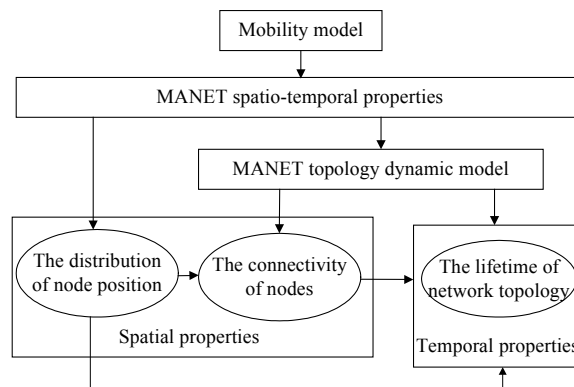 Mobility model
MANET spatio-temporal properties
MANET topology dynamic model
The distribution
of node position
The connectivity
of nodes
The lifetime of
network topology
Spatial properties
Temporal properties